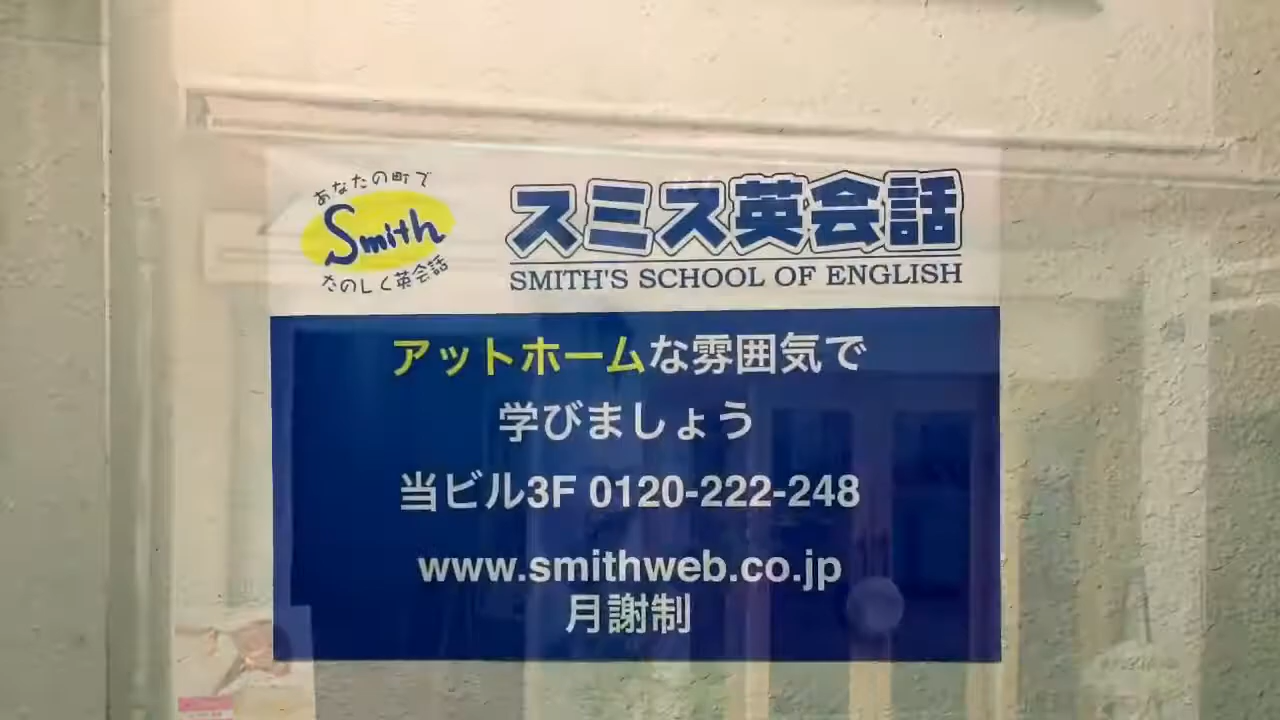 あなたの町で
Smith
たのしく英会話
スミス英会話
SMITH'S SCHOOL OF ENGLISH
アットホームな雰囲気で
学びましょう
当ビル3F 0120-222-248
www.smithweb.co.jp
月謝制